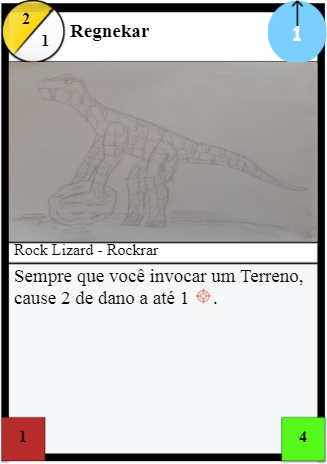 2
1
Regnekar
1
Rock Lizard - Rockrar
Sempre que você invocar um Terreno,
cause 2 de dano a até 1 .
1
4